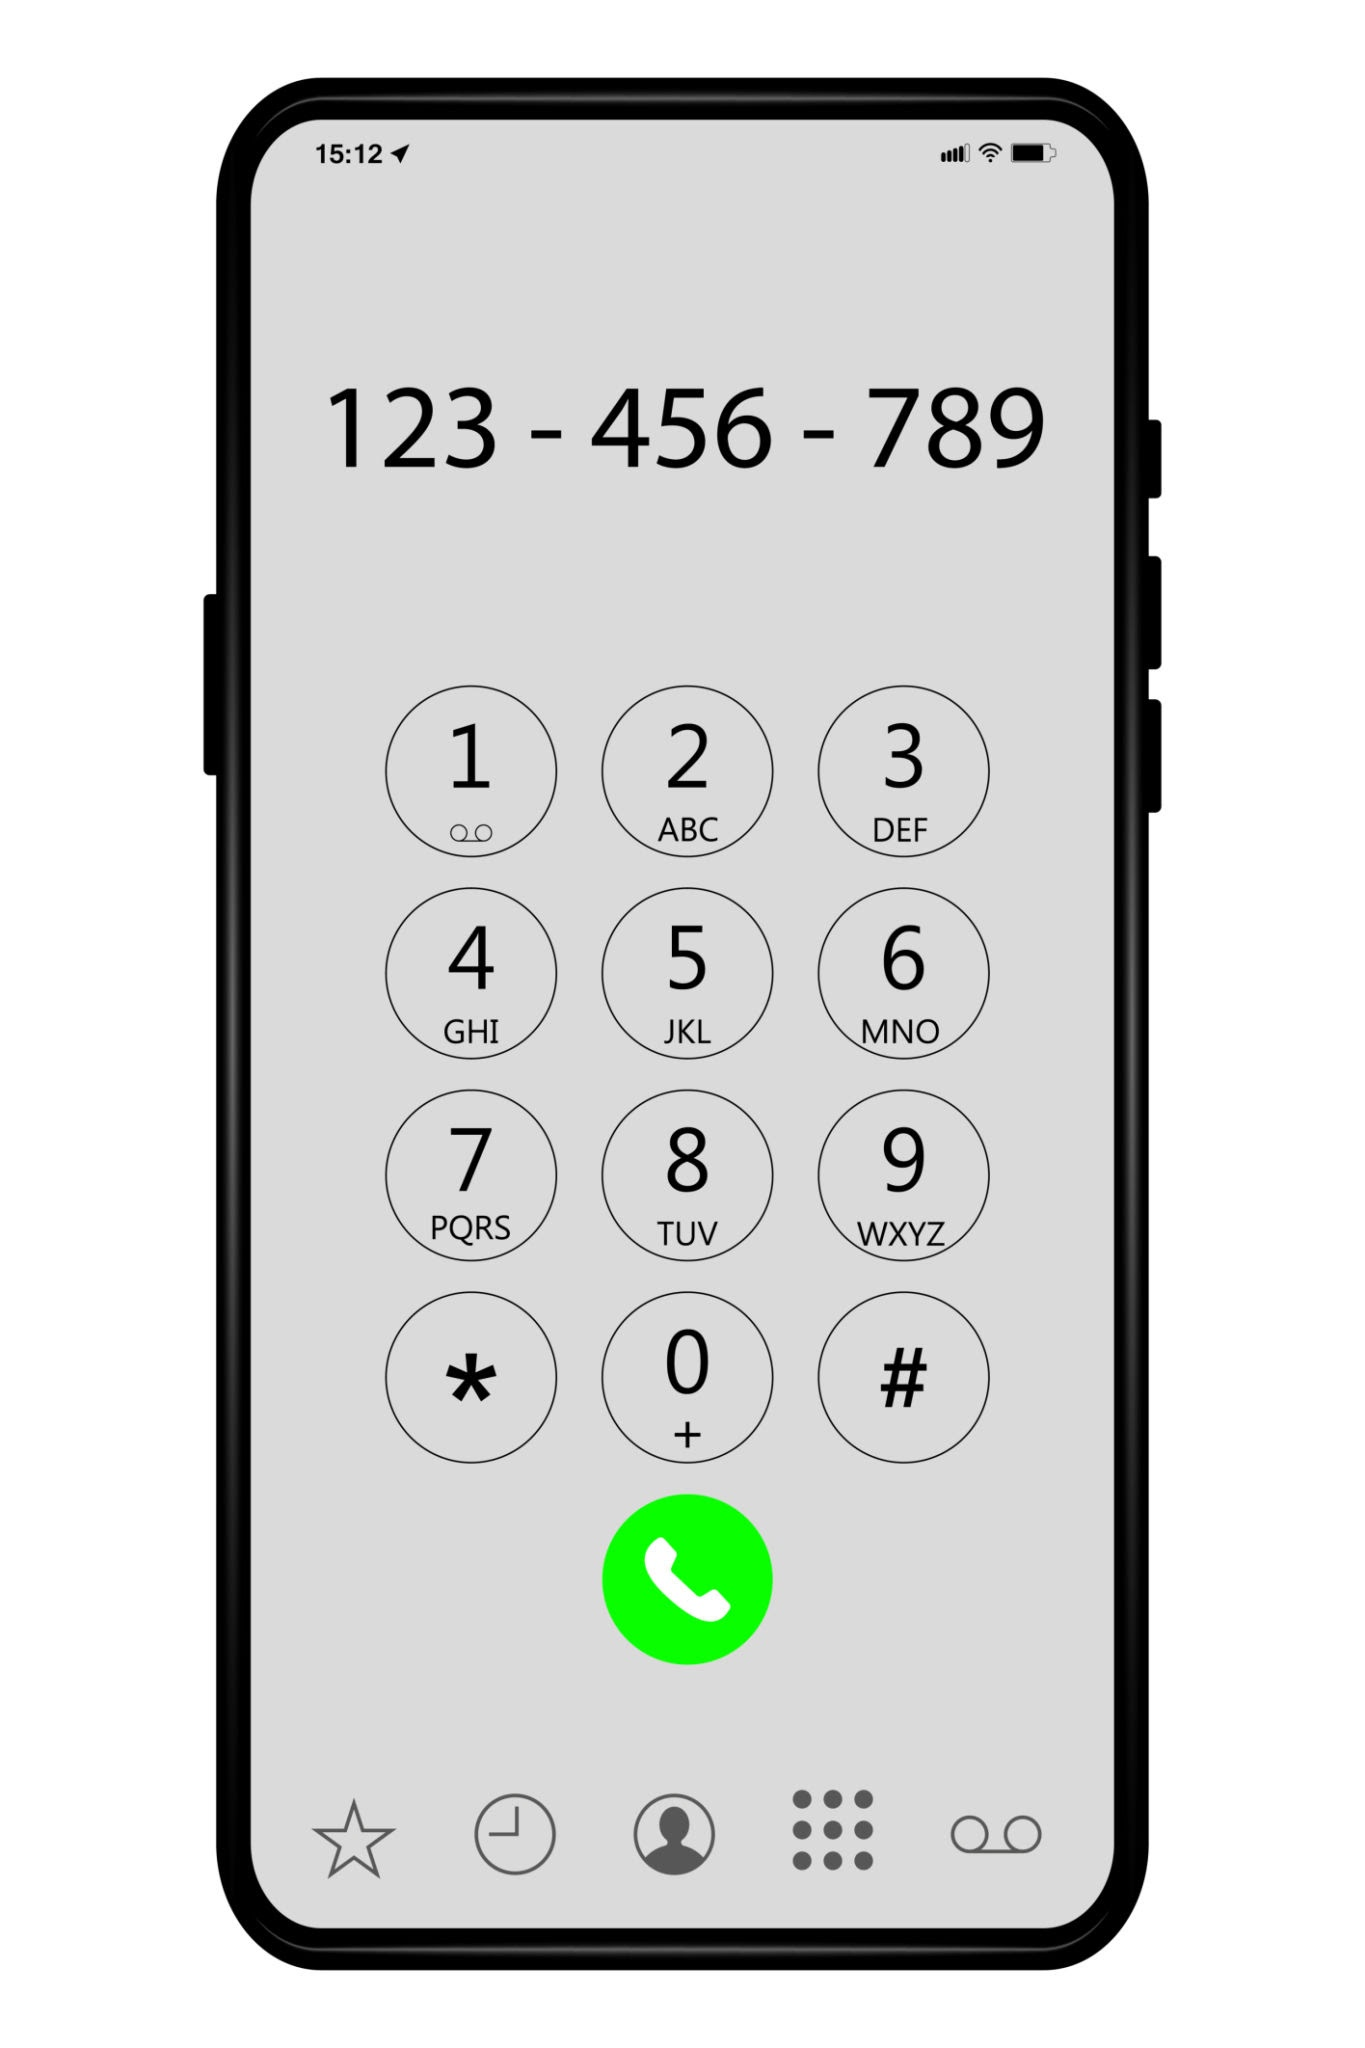 15:12
123 - 456 - 789
1 2 3
ABC DEF
4 5 6
GHI JKL MNO
7 8 9
PQRS TUV WXYZ
* 0 #
+